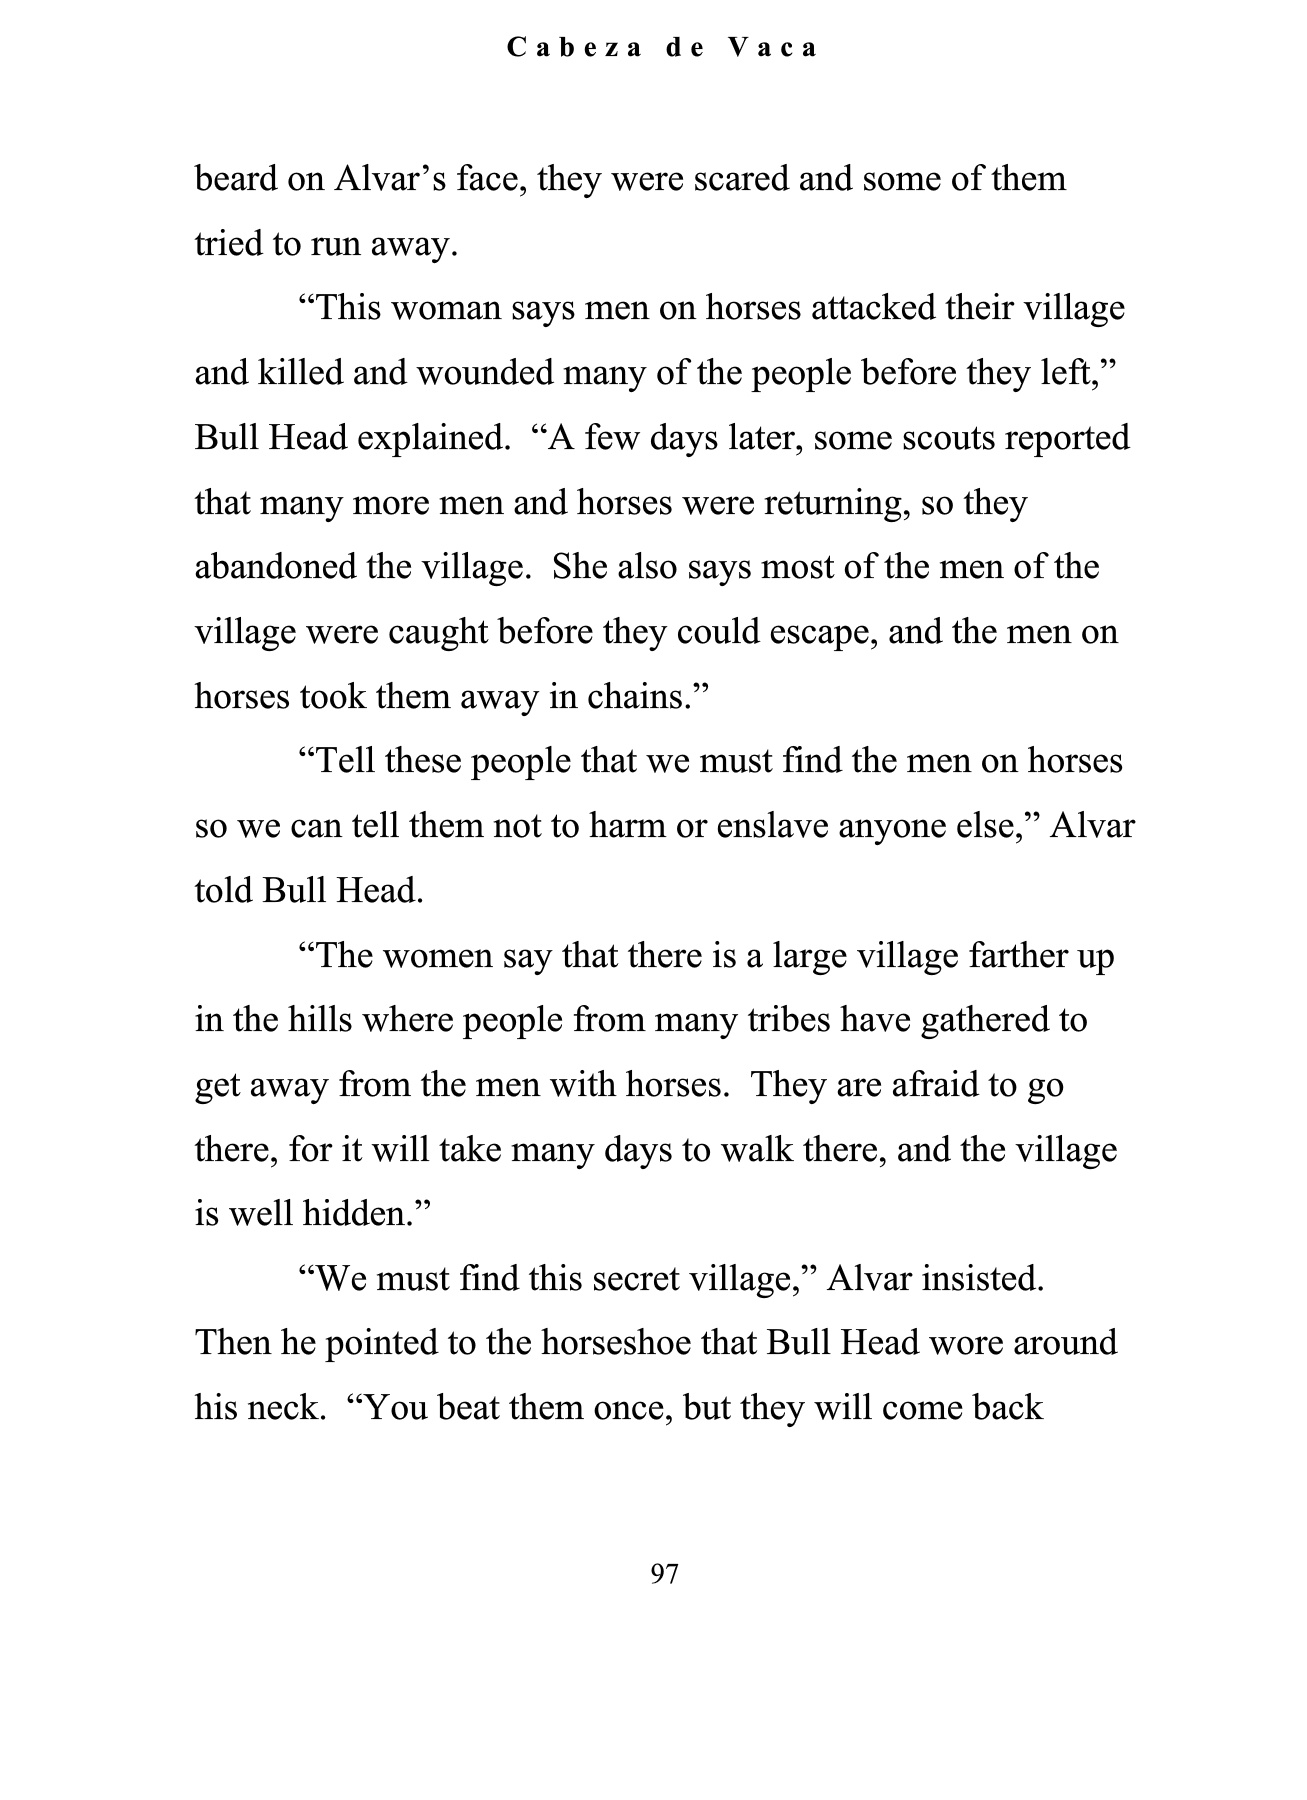 Cabeza de Vaca
beard on Alvar’s face, they were scared and some of them
tried to run away.
“This woman says men on horses attacked their village
and killed and wounded many of the people before they left,”
Bull Head explained.  “A few days later, some scouts reported
that many more men and horses were returning, so they
abandoned the village.  She also says most of the men of the
village were caught before they could escape, and the men on
horses took them away in chains.”
“Tell these people that we must find the men on horses
so we can tell them not to harm or enslave anyone else,” Alvar
told Bull Head.
“The women say that there is a large village farther up
in the hills where people from many tribes have gathered to
get away from the men with horses.  They are afraid to go
there, for it will take many days to walk there, and the village
is well hidden.”
“We must find this secret village,” Alvar insisted.
Then he pointed to the horseshoe that Bull Head wore around
his neck.  “You beat them once, but they will come back
97